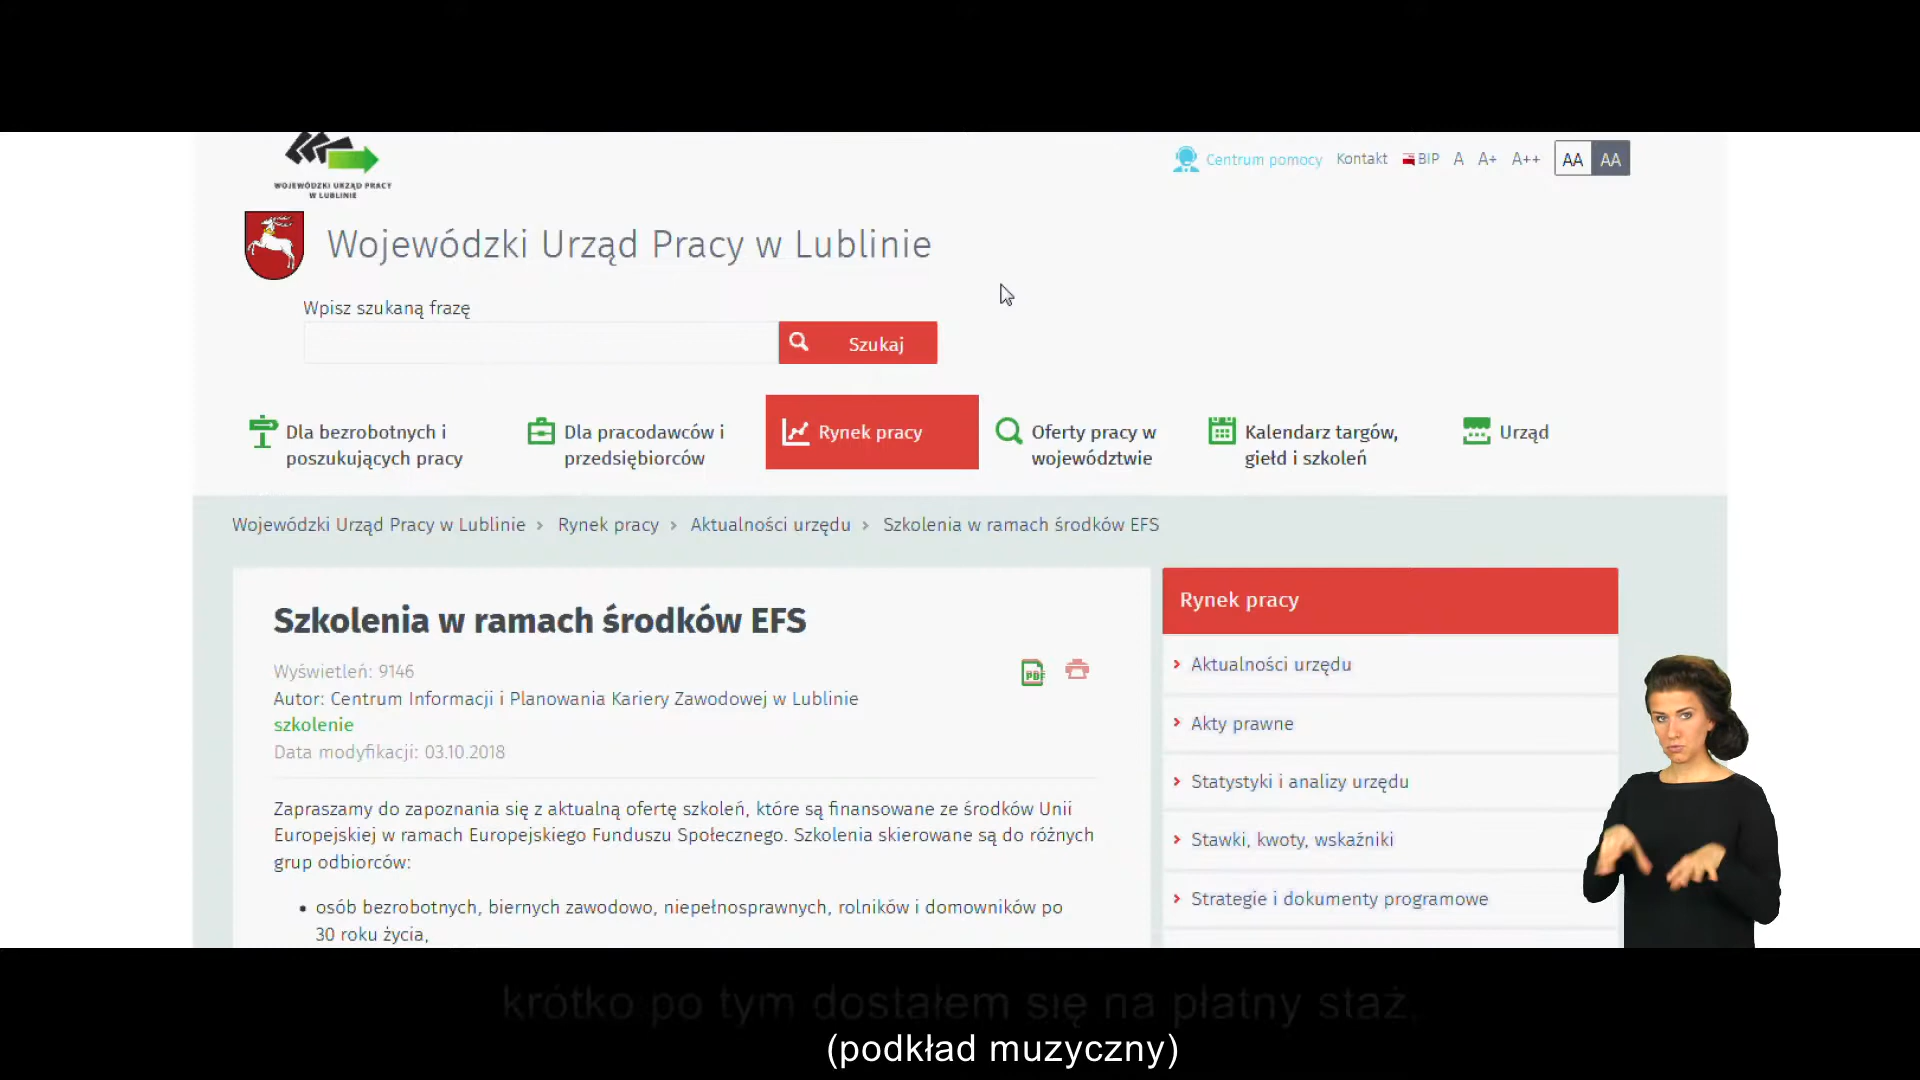 WOJEWÓDZKI URZĄD PRACY
W LUBLINIE
Centrum pomocy Kontakt BIP A A+ A++ AA AA
Wojewódzki Urząd Pracy w Lublinie
Wpisz szukaną frazę
Szukaj
Dla bezrobotnych i
poszukujących pracy
Dla pracodawców i
przedsiębiorców
Rynek pracy
Oferty pracy w
województwie
Kalendarz targów,
giełd i szkoleń
Urząd
Wojewódzki Urząd Pracy w Lublinie > Rynek pracy > Aktualności urzędu > Szkolenia w ramach środków EFS
Szkolenia w ramach środków EFS
Wyświetleń: 9146
PDF
Autor: Centrum Informacji i Planowania Kariery Zawodowej w Lublinie
szkolenie
Data modyfikacji: 03.10.2018
Zapraszamy do zapoznania się z aktualną ofertę szkoleń, które są finansowane ze środków Unii
Europejskiej w ramach Europejskiego Funduszu Społecznego. Szkolenia skierowane są do różnych
grup odbiorców:
• osób bezrobotnych, biernych zawodowo, niepełnosprawnych, rolników i domowników po
30 roku życia,
Rynek pracy
> Aktualności urzędu
> Akty prawne
> Statystyki i analizy urzędu
> Stawki, kwoty, wskaźniki
> Strategie i dokumenty programowe
krótko po tym dostałem się na płatny staż,
(podkład muzyczny)